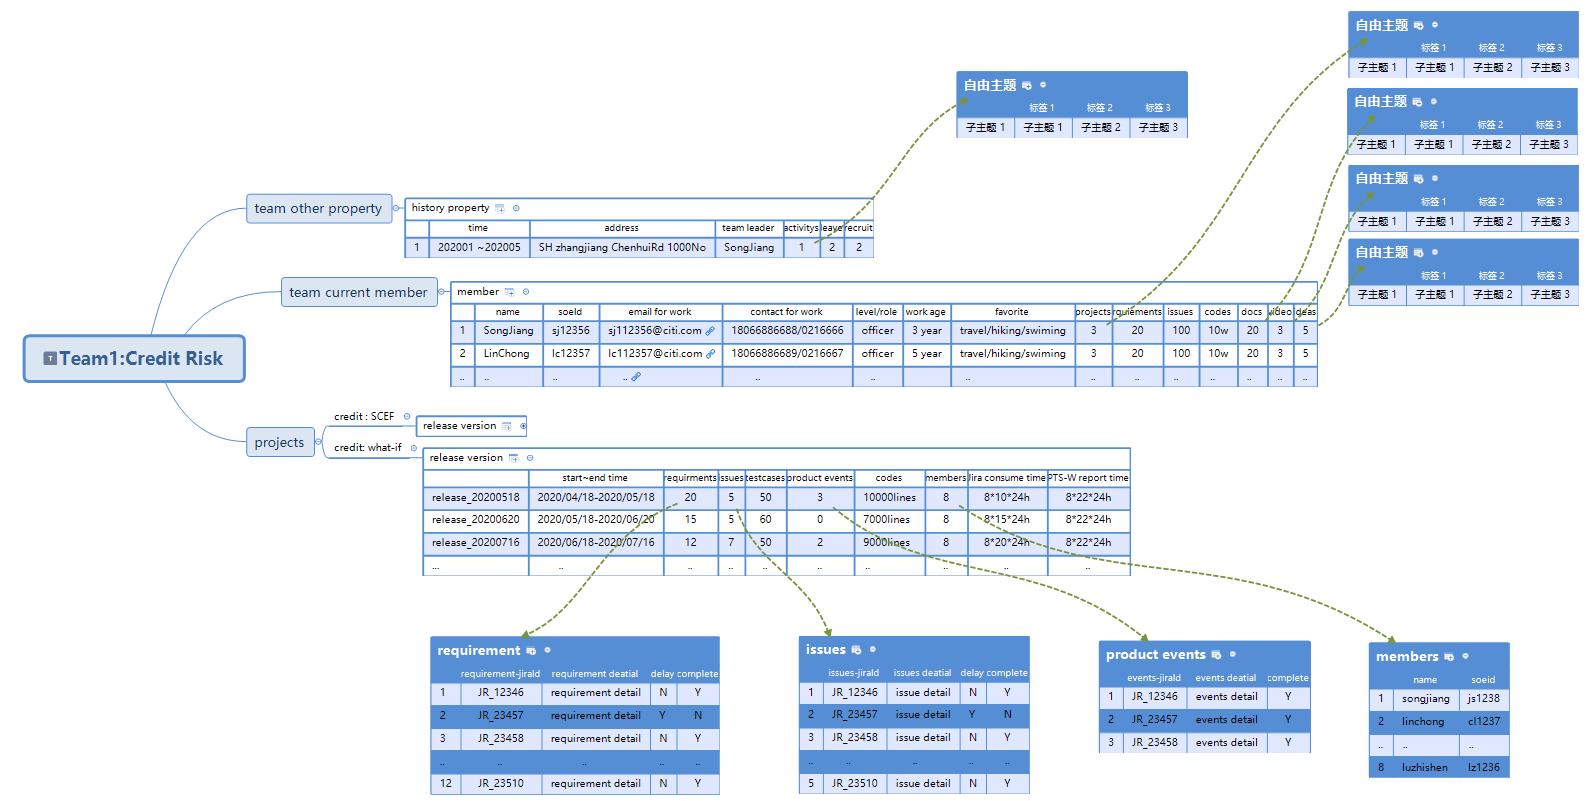 Team1:Credit Risk
team other property
history property
time address team leader activitys leave recruit
1 202001 ~202005 SH zhangjiang ChenhuiRd 1000No SongJiang 1 2 2
自由主题
标签 1 标签 2 标签 3
子主题 1 子主题 1 子主题 2 子主题 3
自由主题
标签 1 标签 2 标签 3
子主题 1 子主题 1 子主题 2 子主题 3
自由主题
标签 1 标签 2 标签 3
子主题 1 子主题 1 子主题 2 子主题 3
自由主题
标签 1 标签 2 标签 3
子主题 1 子主题 1 子主题 2 子主题 3
自由主题
标签 1 标签 2 标签 3
子主题 1 子主题 1 子主题 2 子主题 3
team current member
member
name soeId email for work contact for work level/role work age favorite projects quiements issues codes docs video ideas
1 SongJiang sj12356 sj112356@citi.com 18066886688/0216666 officer 3 year travel/hiking/swiming 3 20 100 10w 20 3 5
2 LinChong lc12357 lc112357@citi.com 18066886689/0216667 officer 5 year travel/hiking/swiming 3 20 100 10w 20 3 5
.. .. .. .. .. .. .. .. .. .. .. .. .. ..
projects
credit : SCEF
release version
credit: what-if
release version
start~end time requirments issues testcases product events codes members Jira consume time PTS-W report time
release_20200518 2020/04/18-2020/05/18 20 5 50 3 10000lines 8 8*10*24h 8*22*24h
release_20200620 2020/05/18-2020/06/20 15 5 60 0 7000lines 8 8*15*24h 8*22*24h
release_20200716 2020/06/18-2020/07/16 12 7 50 2 9000lines 8 8*20*24h 8*22*24h
... .. .. .. .. .. .. .. .. ..
requirement
requirement-jiraId requirement deatial delay complete
1 JR_12346 requirement detail N Y
2 JR_23457 requirement detail Y N
3 JR_23458 requirement detail N Y
.. .. .. .. ..
12 JR_23510 requirement detail N Y
issues
issues-jiraId issues deatial delay complete
1 JR_12346 issue detail N Y
2 JR_23457 issue detail Y N
3 JR_23458 issue detail N Y
.. .. .. .. ..
5 JR_23510 issue detail N Y
product events
events-jiraId events deatial complete
1 JR_12346 events detail Y
2 JR_23457 events detail Y
3 JR_23458 events detail Y
members
name soeid
1 songjiang js1238
2 linchong cl1237
.. .. ..
8 luzhishen lz1236